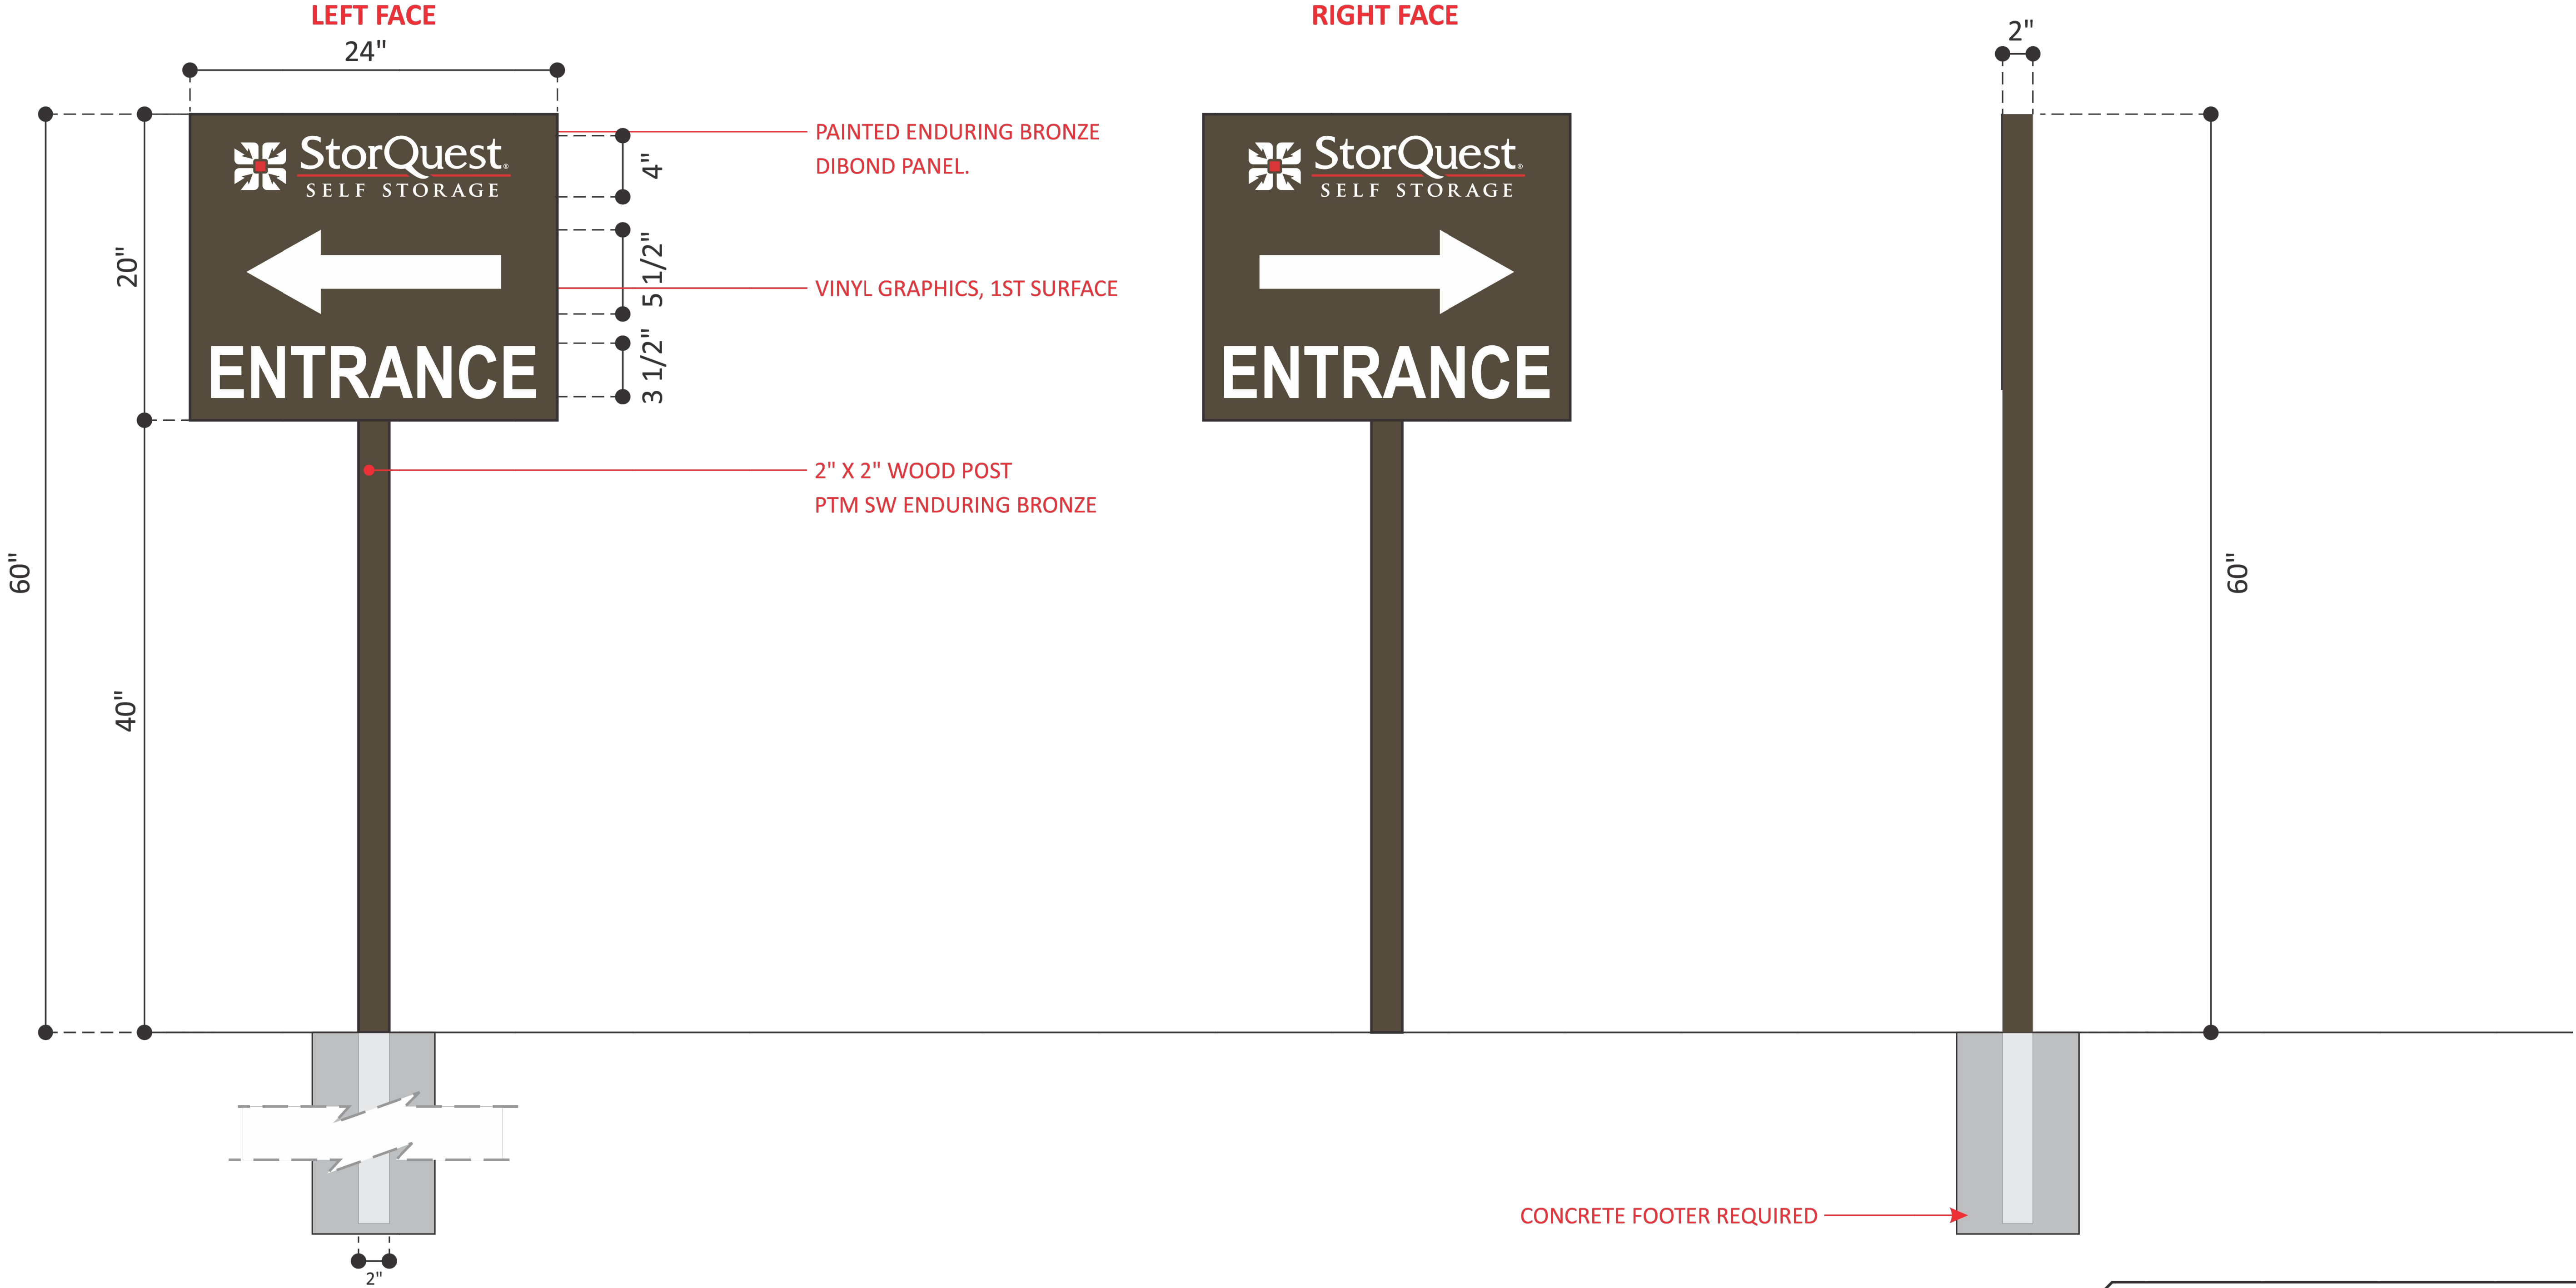 LEFT FACE
RIGHT FACE
24"
2"
StorQuest®
SELF STORAGE
ENTRANCE
20"
40"
60"
4"
5 1/2"
3 1/2"
PAINTED ENDURING BRONZE
DIBOND PANEL.
VINYL GRAPHICS, 1ST SURFACE
2" X 2" WOOD POST
PTM SW ENDURING BRONZE
StorQuest®
SELF STORAGE
ENTRANCE
60"
CONCRETE FOOTER REQUIRED
2"